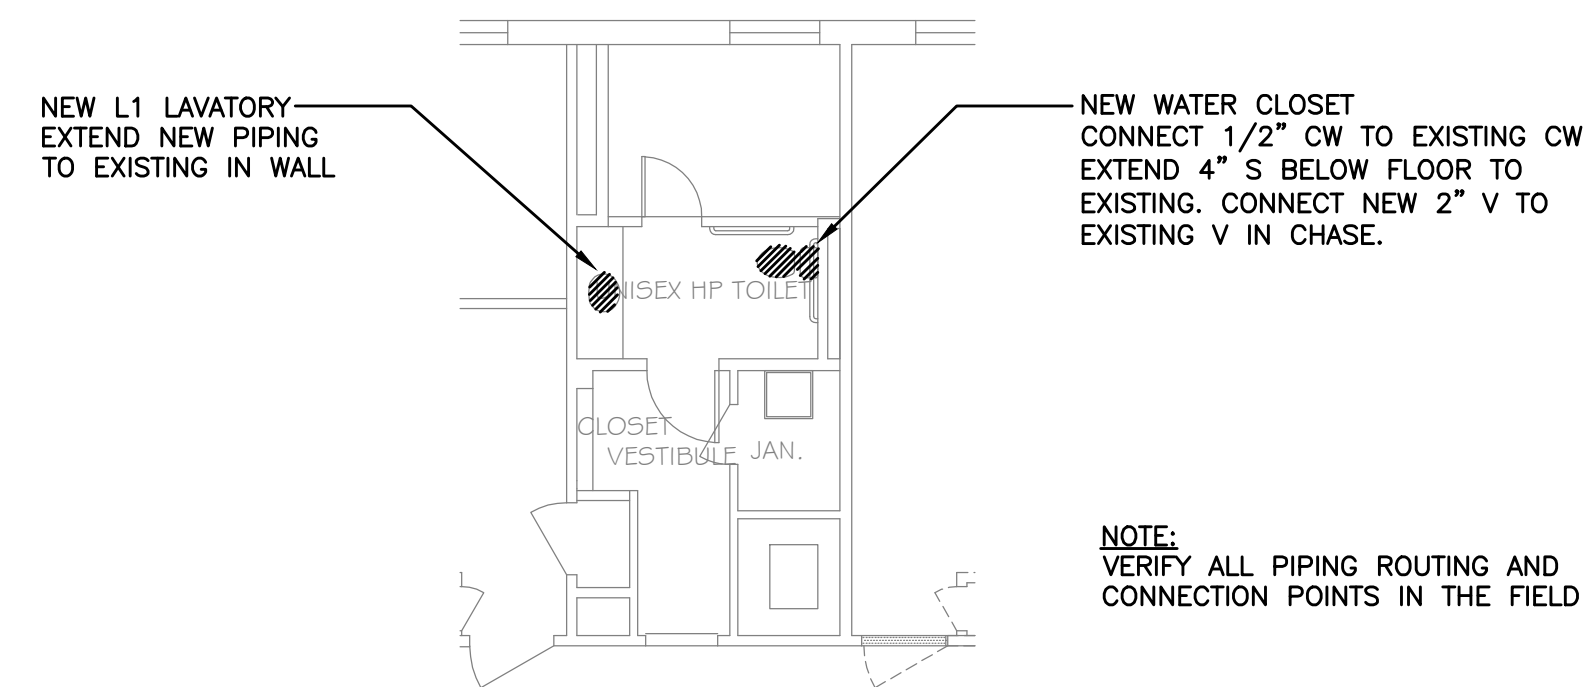 NEW L1 LAVATORY
EXTEND NEW PIPING
TO EXISTING IN WALL
NEW WATER CLOSET
CONNECT 1/2" CW TO EXISTING CW
EXTEND 4" S BELOW FLOOR TO
EXISTING. CONNECT NEW 2" V TO
EXISTING V IN CHASE.
NISEX HP TOILET
CLOSET
VESTIBULE
JAN.
NOTE:
VERIFY ALL PIPING ROUTING AND
CONNECTION POINTS IN THE FIELD